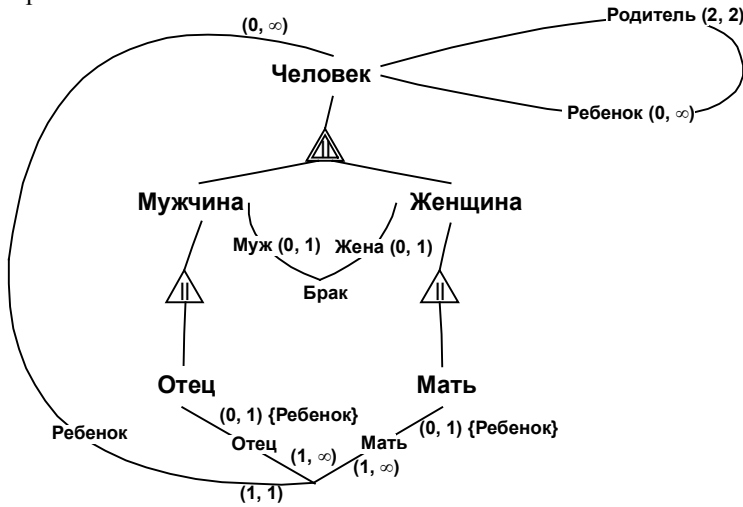 Родитель (2, 2)
(0, ∞)
Человек
Ребенок (0, ∞)
Мужчина
Женщина
Муж (0, 1)
Жена (0, 1)
Брак
Отец
Мать
(0, 1) {Ребенок}
(0, 1) {Ребенок}
Ребенок
Отец
Мать
(1, ∞)
(1, ∞)
(1, 1)